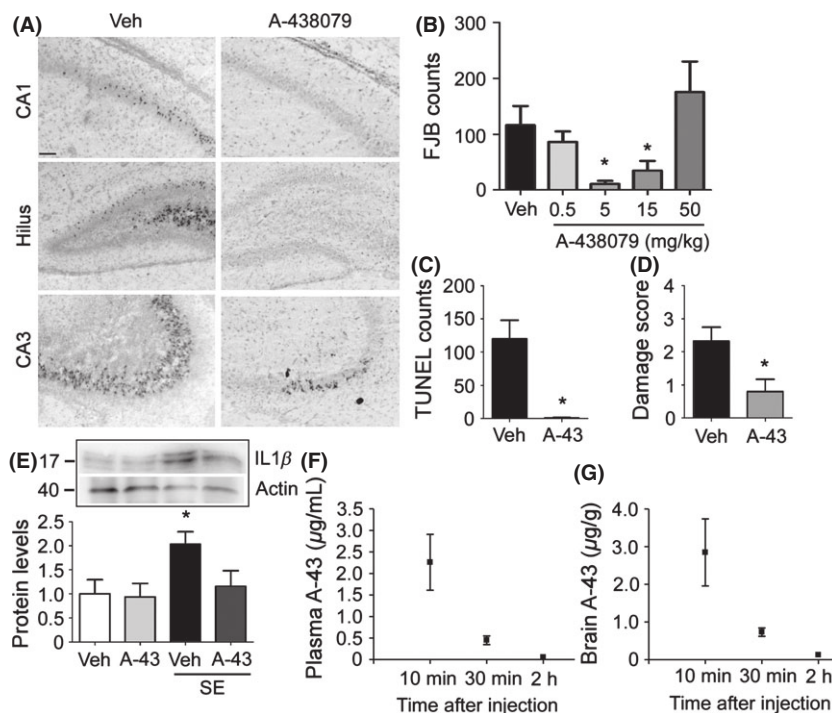 (A)
Veh
A-438079
CA1
Hilus
CA3
(B)
FJB counts
300
200
100
0
*
*
Veh
0.5
5
15
50
A-438079 (mg/kg)
(C)
TUNEL counts
200
150
100
50
0
*
Veh
A-43
(D)
Damage score
4
3
2
1
0
*
Veh
A-43
(E)
17
IL1β
40
Actin
Protein levels
2.5
2.0
1.5
1.0
0.5
0.0
*
Veh
A-43
Veh
A-43
SE
(F)
Plasma A-43 (µg/mL)
3.5
3.0
2.5
2.0
1.5
1.0
0.5
0
10 min
30 min
2 h
Time after injection
(G)
Brain A-43 (µg/g)
4.0
3.0
2.0
1.0
0
10 min
30 min
2 h
Time after injection